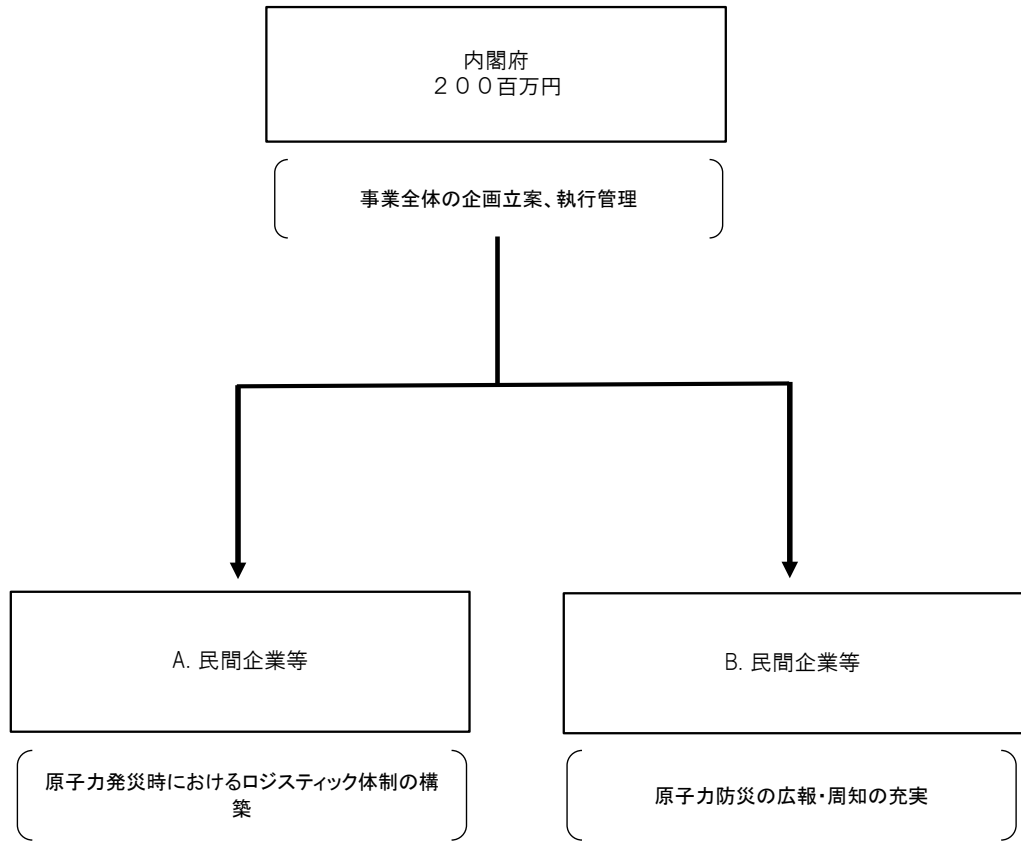 内閣府
２００百万円
事業全体の企画立案、執行管理
A. 民間企業等
B. 民間企業等
原子力発災時におけるロジスティック体制の構
築
原子力防災の広報・周知の充実